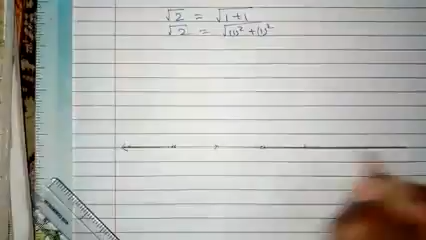 √2 = √1+1
√2 = √(1)² + (1)²